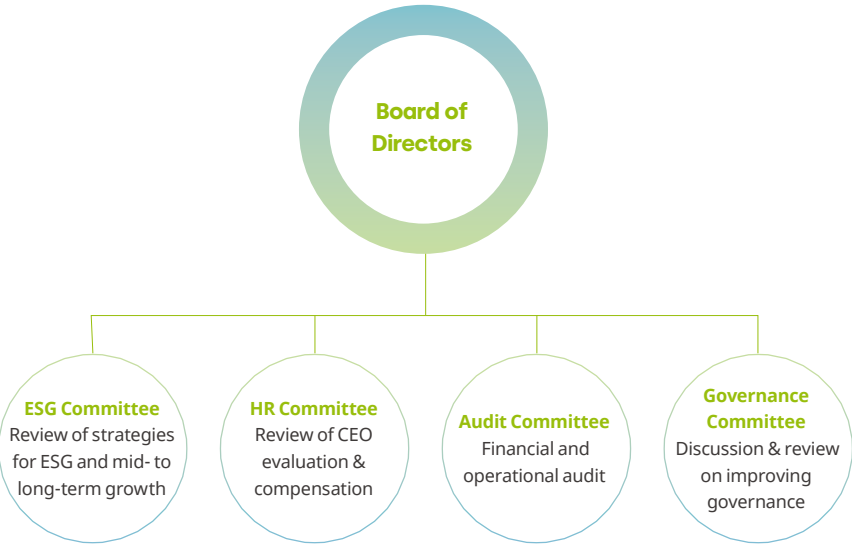 Board of
Directors
ESG Committee
Review of strategies
for ESG and mid- to
long-term growth
HR Committee
Review of CEO
evaluation &
compensation
Audit Committee
Financial and
operational audit
Governance
Committee
Discussion & review
on improving
governance